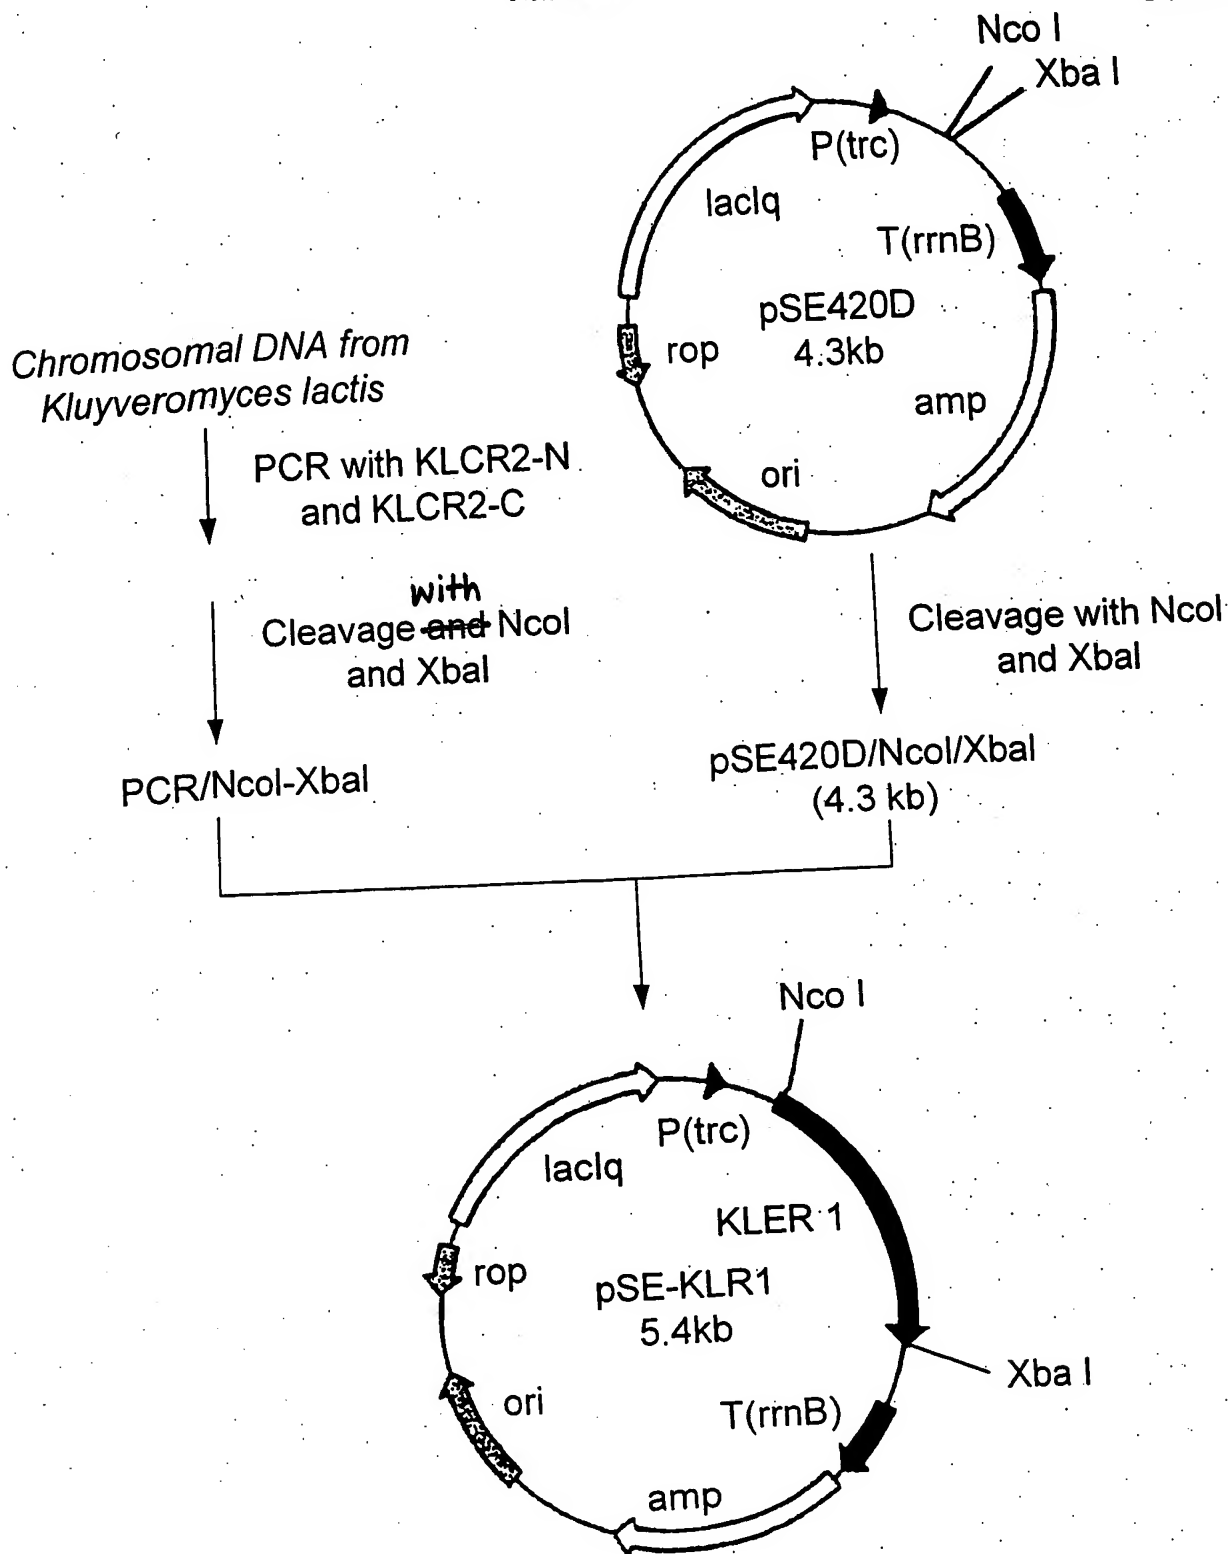 Nco I
Xba I
P(trc)
lacIq
T(rrnB)
pSE420D
4.3kb
rop
amp
ori
Chromosomal DNA from
Kluyveromyces lactis
PCR with KLCR2-N
and KLCR2-C
with
Cleavage and NcoI
and XbaI
Cleavage with NcoI
and XbaI
PCR/NcoI-XbaI
pSE420D/NcoI/XbaI
(4.3 kb)
Nco I
P(trc)
lacIq
KLER 1
rop
pSE-KLR1
5.4kb
Xba I
ori
T(rrnB)
amp